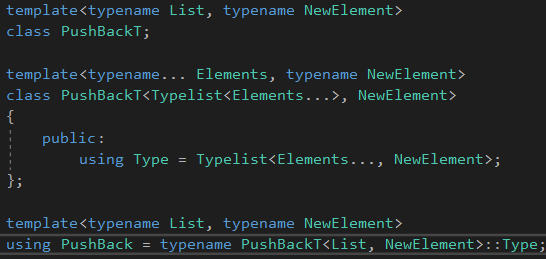 template<typename List, typename NewElement>
class PushBackT;
template<typename... Elements, typename NewElement>
class PushBackT<Typelist<Elements...>, NewElement>
{
public:
using Type = Typelist<Elements..., NewElement>;
};
template<typename List, typename NewElement>
using PushBack = typename PushBackT<List, NewElement>::Type;